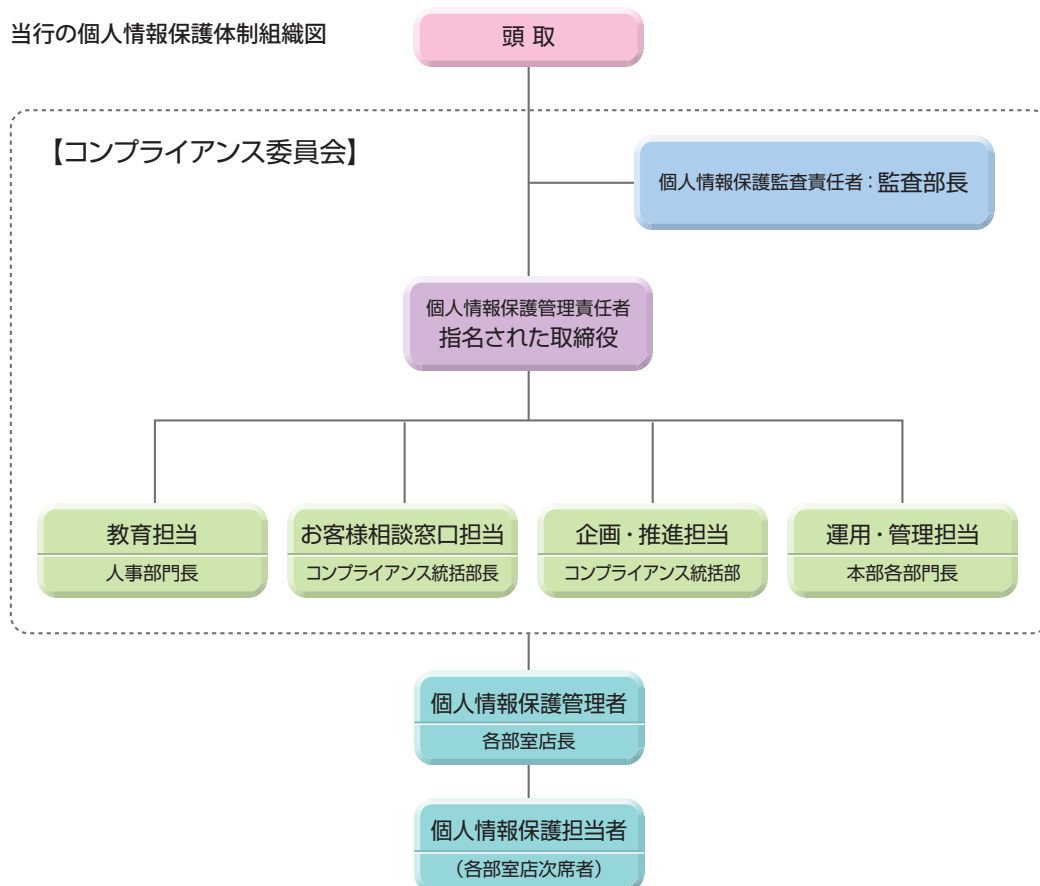 当行の個人情報保護体制組織図
頭 取
【コンプライアンス委員会】
個人情報保護監査責任者：監査部長
個人情報保護管理責任者
指名された取締役
教育担当
人事部門長
お客様相談窓口担当
コンプライアンス統括部長
企画・推進担当
コンプライアンス統括部
運用・管理担当
本部各部門長
個人情報保護管理者
各部室店長
個人情報保護担当者
（各部室店次席者）